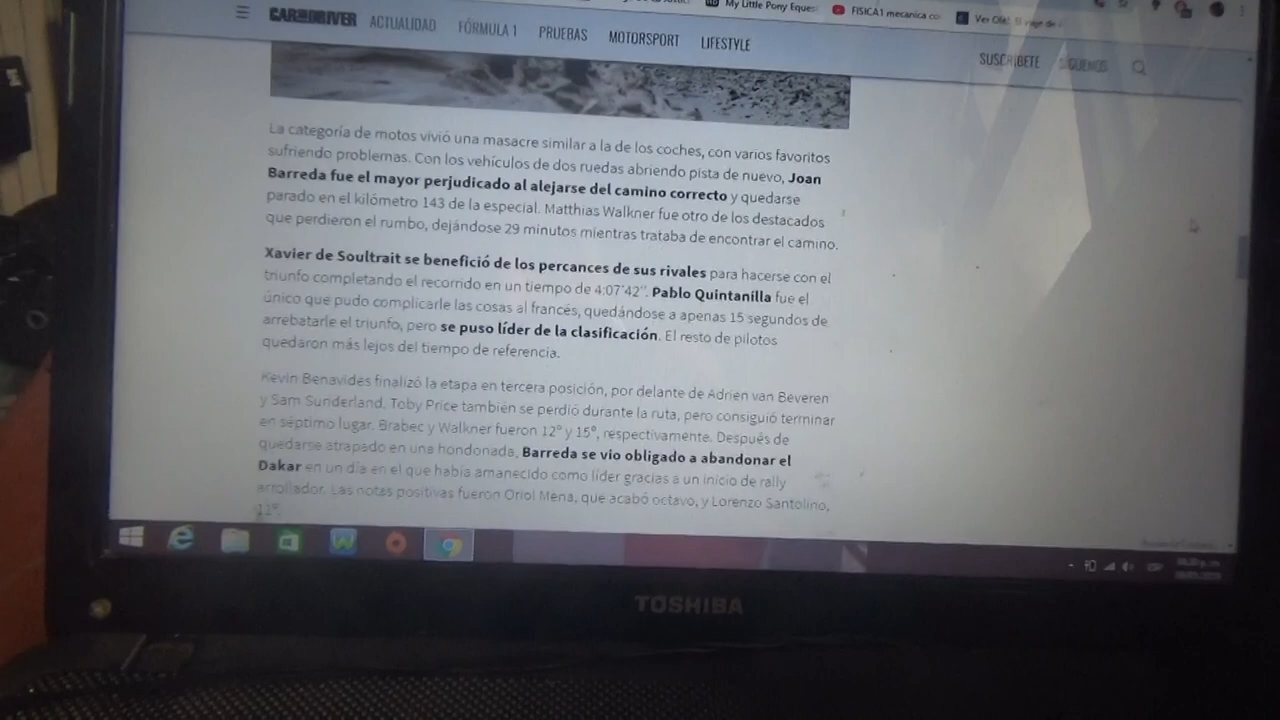 My Little Pony Eques
FISICA1 mecanica co
CAR AND DRIVER ACTUALIDAD FÓRMULA 1 PRUEBAS MOTORSPORT LIFESTYLE SUSCRÍBETE SÍGUENOS
La categoría de motos vivió una masacre similar a la de los coches, con varios favoritos
sufriendo problemas. Con los vehículos de dos ruedas abriendo pista de nuevo, Joan
Barreda fue el mayor perjudicado al alejarse del camino correcto y quedarse
parado en el kilómetro 143 de la especial. Matthias Walkner fue otro de los destacados
que perdieron el rumbo, dejándose 29 minutos mientras trataba de encontrar el camino.
Xavier de Soultrait se benefició de los percances de sus rivales para hacerse con el
triunfo completando el recorrido en un tiempo de 4:07'42''. Pablo Quintanilla fue el
único que pudo complicarle las cosas al francés, quedándose a apenas 15 segundos de
arrebatarle el triunfo, pero se puso líder de la clasificación. El resto de pilotos
quedaron más lejos del tiempo de referencia.
Kevin Benavides finalizó la etapa en tercera posición, por delante de Adrien van Beveren
y Sam Sunderland. Toby Price también se perdió durante la ruta, pero consiguió terminar
en séptimo lugar. Brabec y Walkner fueron 12º y 15º, respectivamente. Después de
quedarse atrapado en una hondonada, Barreda se vio obligado a abandonar el
Dakar en un día en el que había amanecido como líder gracias a un inicio de rally
arrollador. Las notas positivas fueron Oriol Mena, que acabó octavo, y Lorenzo Santolino,
TOSHIBA